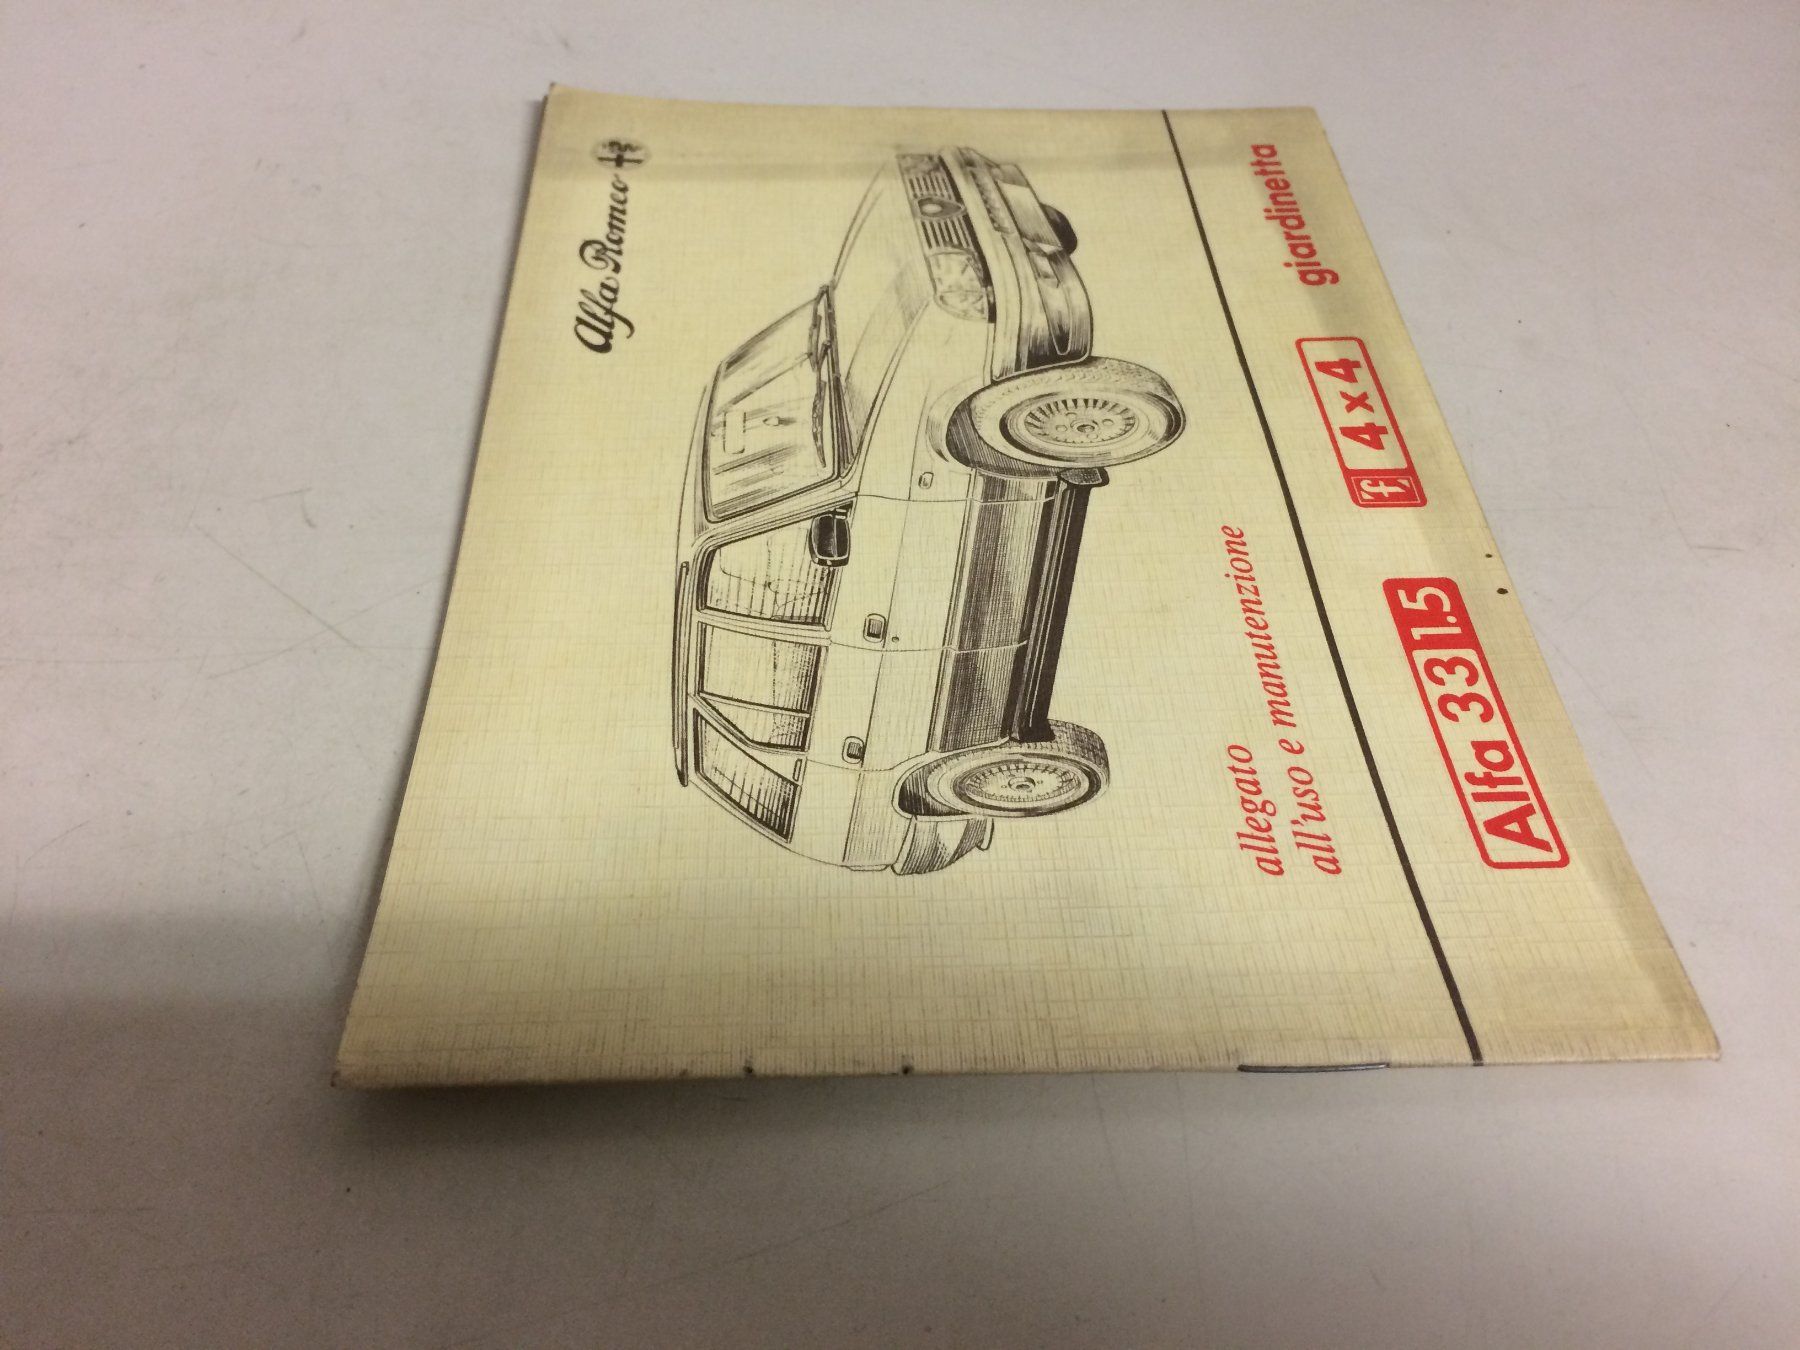 Alfa Romeo
allegato
all'uso e manutenzione
Alfa 33 1.5 4x4 giardinetta